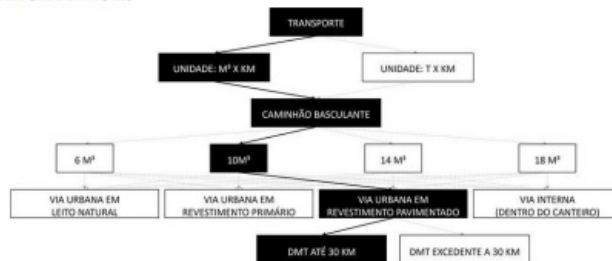 TRANSPORTE
UNIDADE: M³ X KM
UNIDADE: T X KM
CAMINHÃO BASCULANTE
6 M³
10M³
14 M³
18 M³
VIA URBANA EM
LEITO NATURAL
VIA URBANA EM
REVESTIMENTO PRIMÁRIO
VIA URBANA EM
REVESTIMENTO PAVIMENTADO
VIA INTERNA
(DENTRO DO CANTEIRO)
DMT ATÉ 30 KM
DMT EXCEDENTE A 30 KM